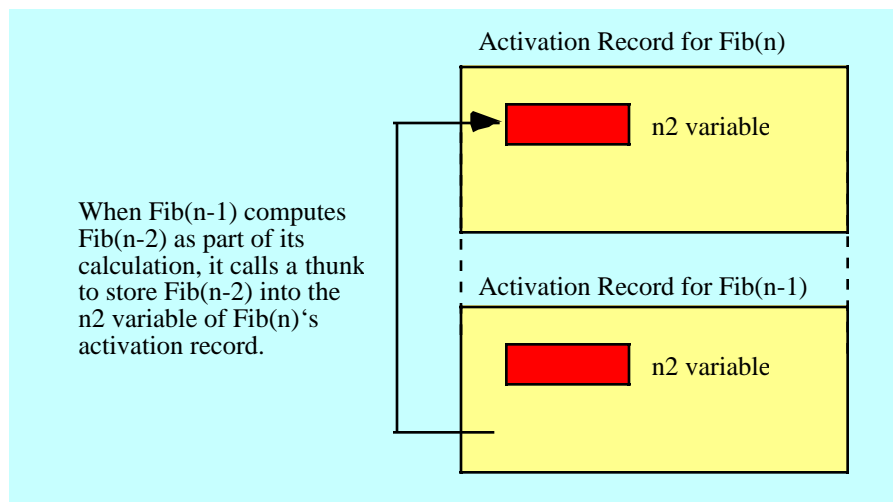 Activation Record for Fib(n)
n2 variable
When Fib(n-1) computes
Fib(n-2) as part of its
calculation, it calls a thunk
to store Fib(n-2) into the
n2 variable of Fib(n)‘s
activation record.
Activation Record for Fib(n-1)
n2 variable